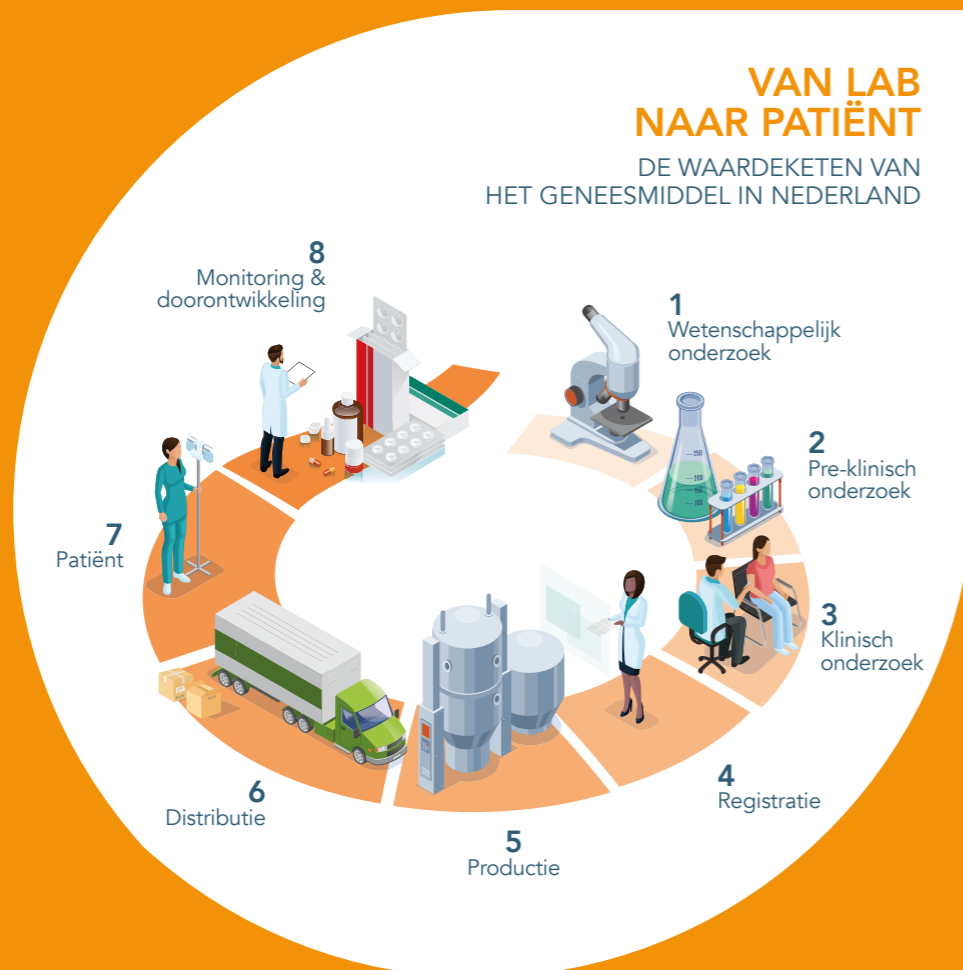 VAN LAB
NAAR PATIËNT
DE WAARDEKETEN VAN
HET GENEESMIDDEL IN NEDERLAND
1
Wetenschappelijk
onderzoek
2
Pre-klinisch
onderzoek
3
Klinisch
onderzoek
4
Registratie
5
Productie
6
Distributie
7
Patiënt
8
Monitoring &
doorontwikkeling